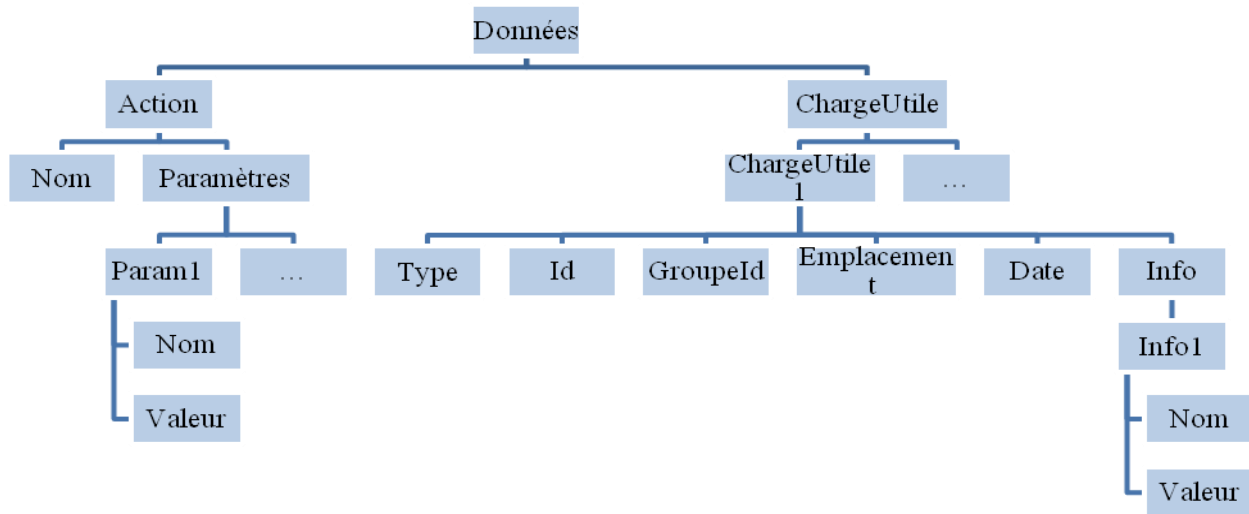 Données
Action
ChargeUtile
Nom
Paramètres
ChargeUtile
1
...
Param1
...
Type
Id
GroupeId
Emplacemen
t
Date
Info
Nom
Info1
Valeur
Nom
Valeur